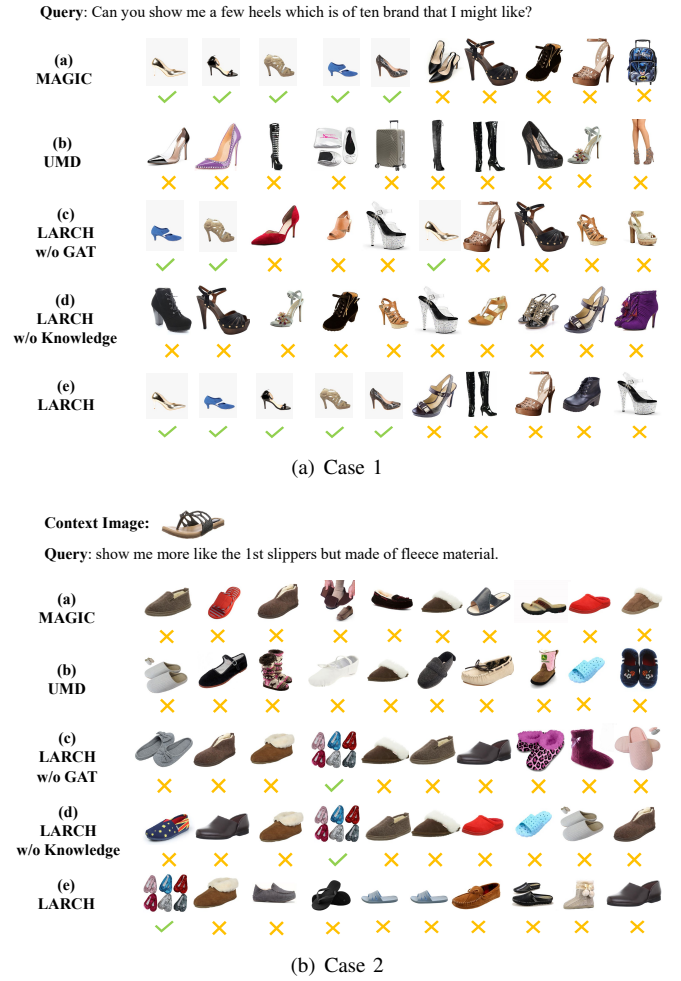 Query: Can you show me a few heels which is of ten brand that I might like?
(a)
MAGIC
(b)
UMD
(c)
LARCH
w/o GAT
(d)
LARCH
w/o Knowledge
(e)
LARCH
(a) Case 1
Context Image:
Query: show me more like the 1st slippers but made of fleece material.
(a)
MAGIC
(b)
UMD
(c)
LARCH
w/o GAT
(d)
LARCH
w/o Knowledge
(e)
LARCH
(b) Case 2